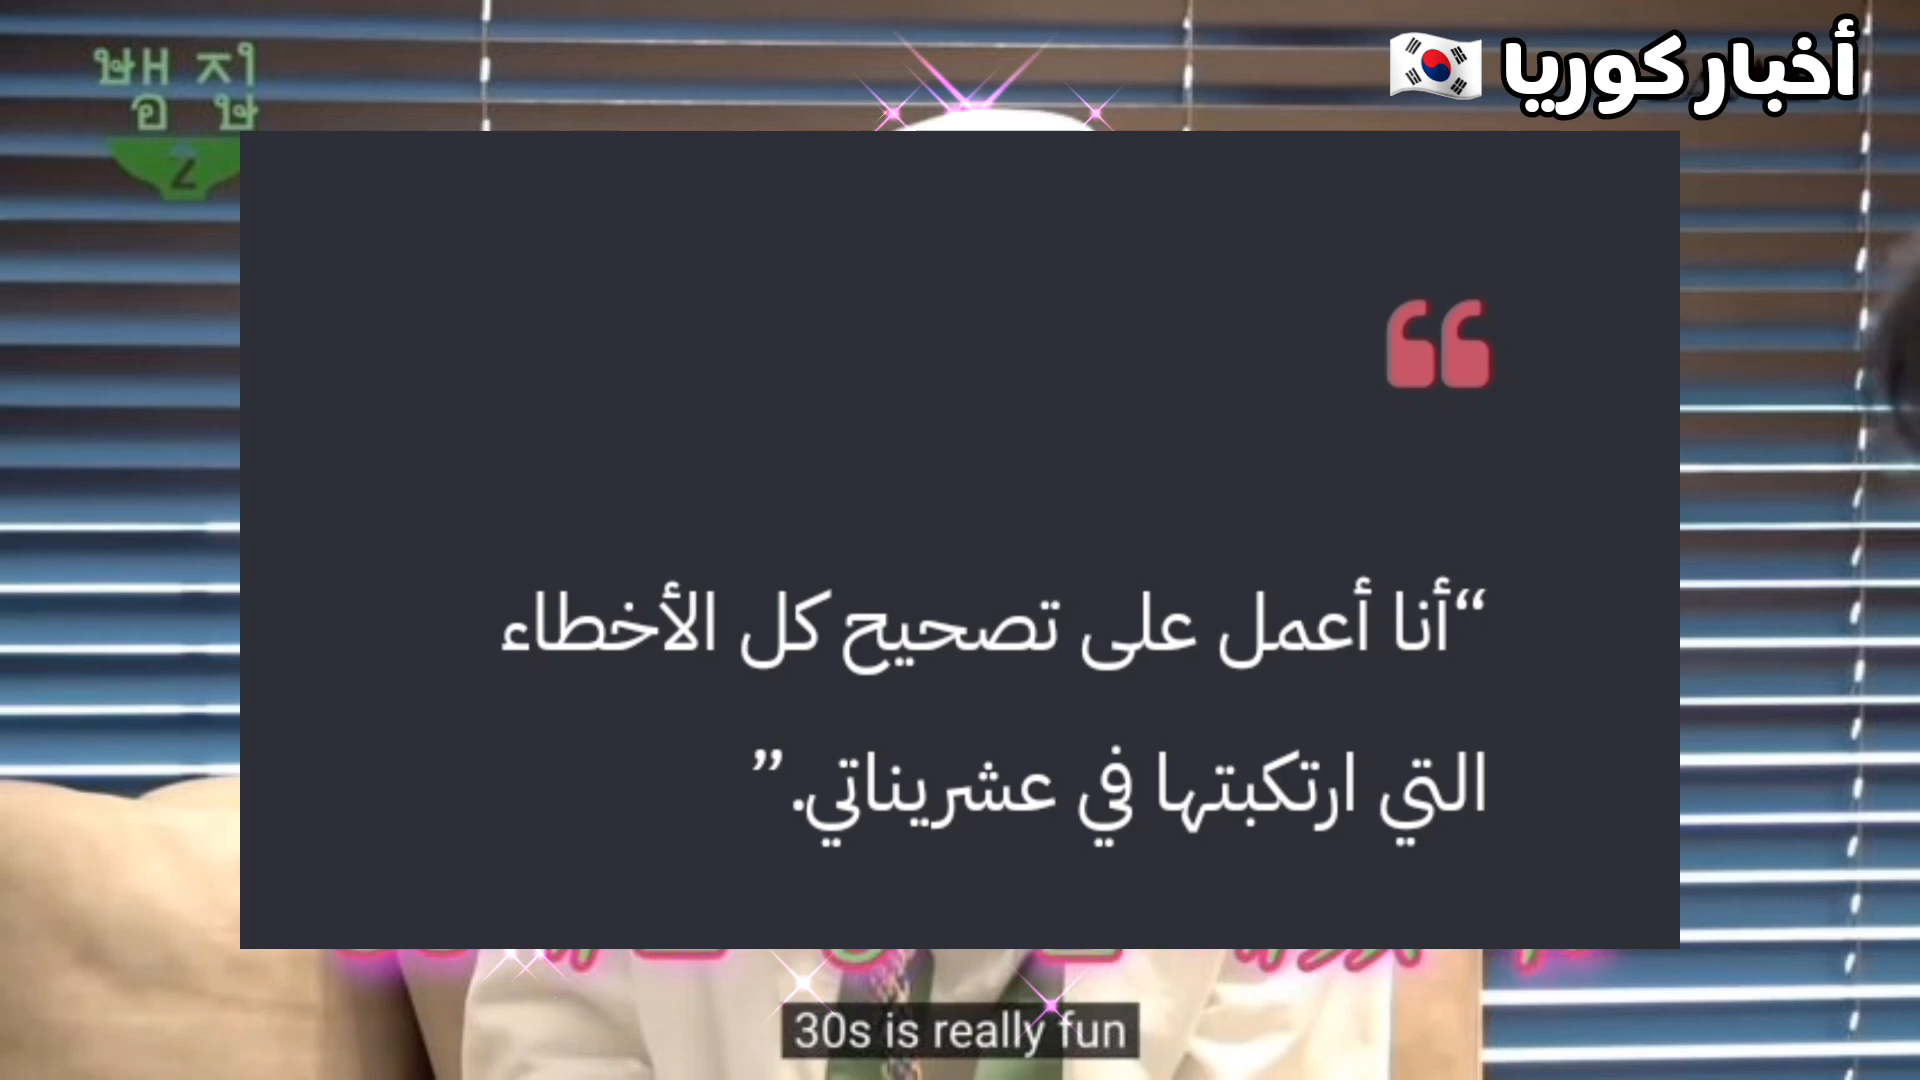 أخبار كوريا
“أنا أعمل على تصحيح كل الأخطاء
التي ارتكبتها في عشريناتي.”
30s is really fun